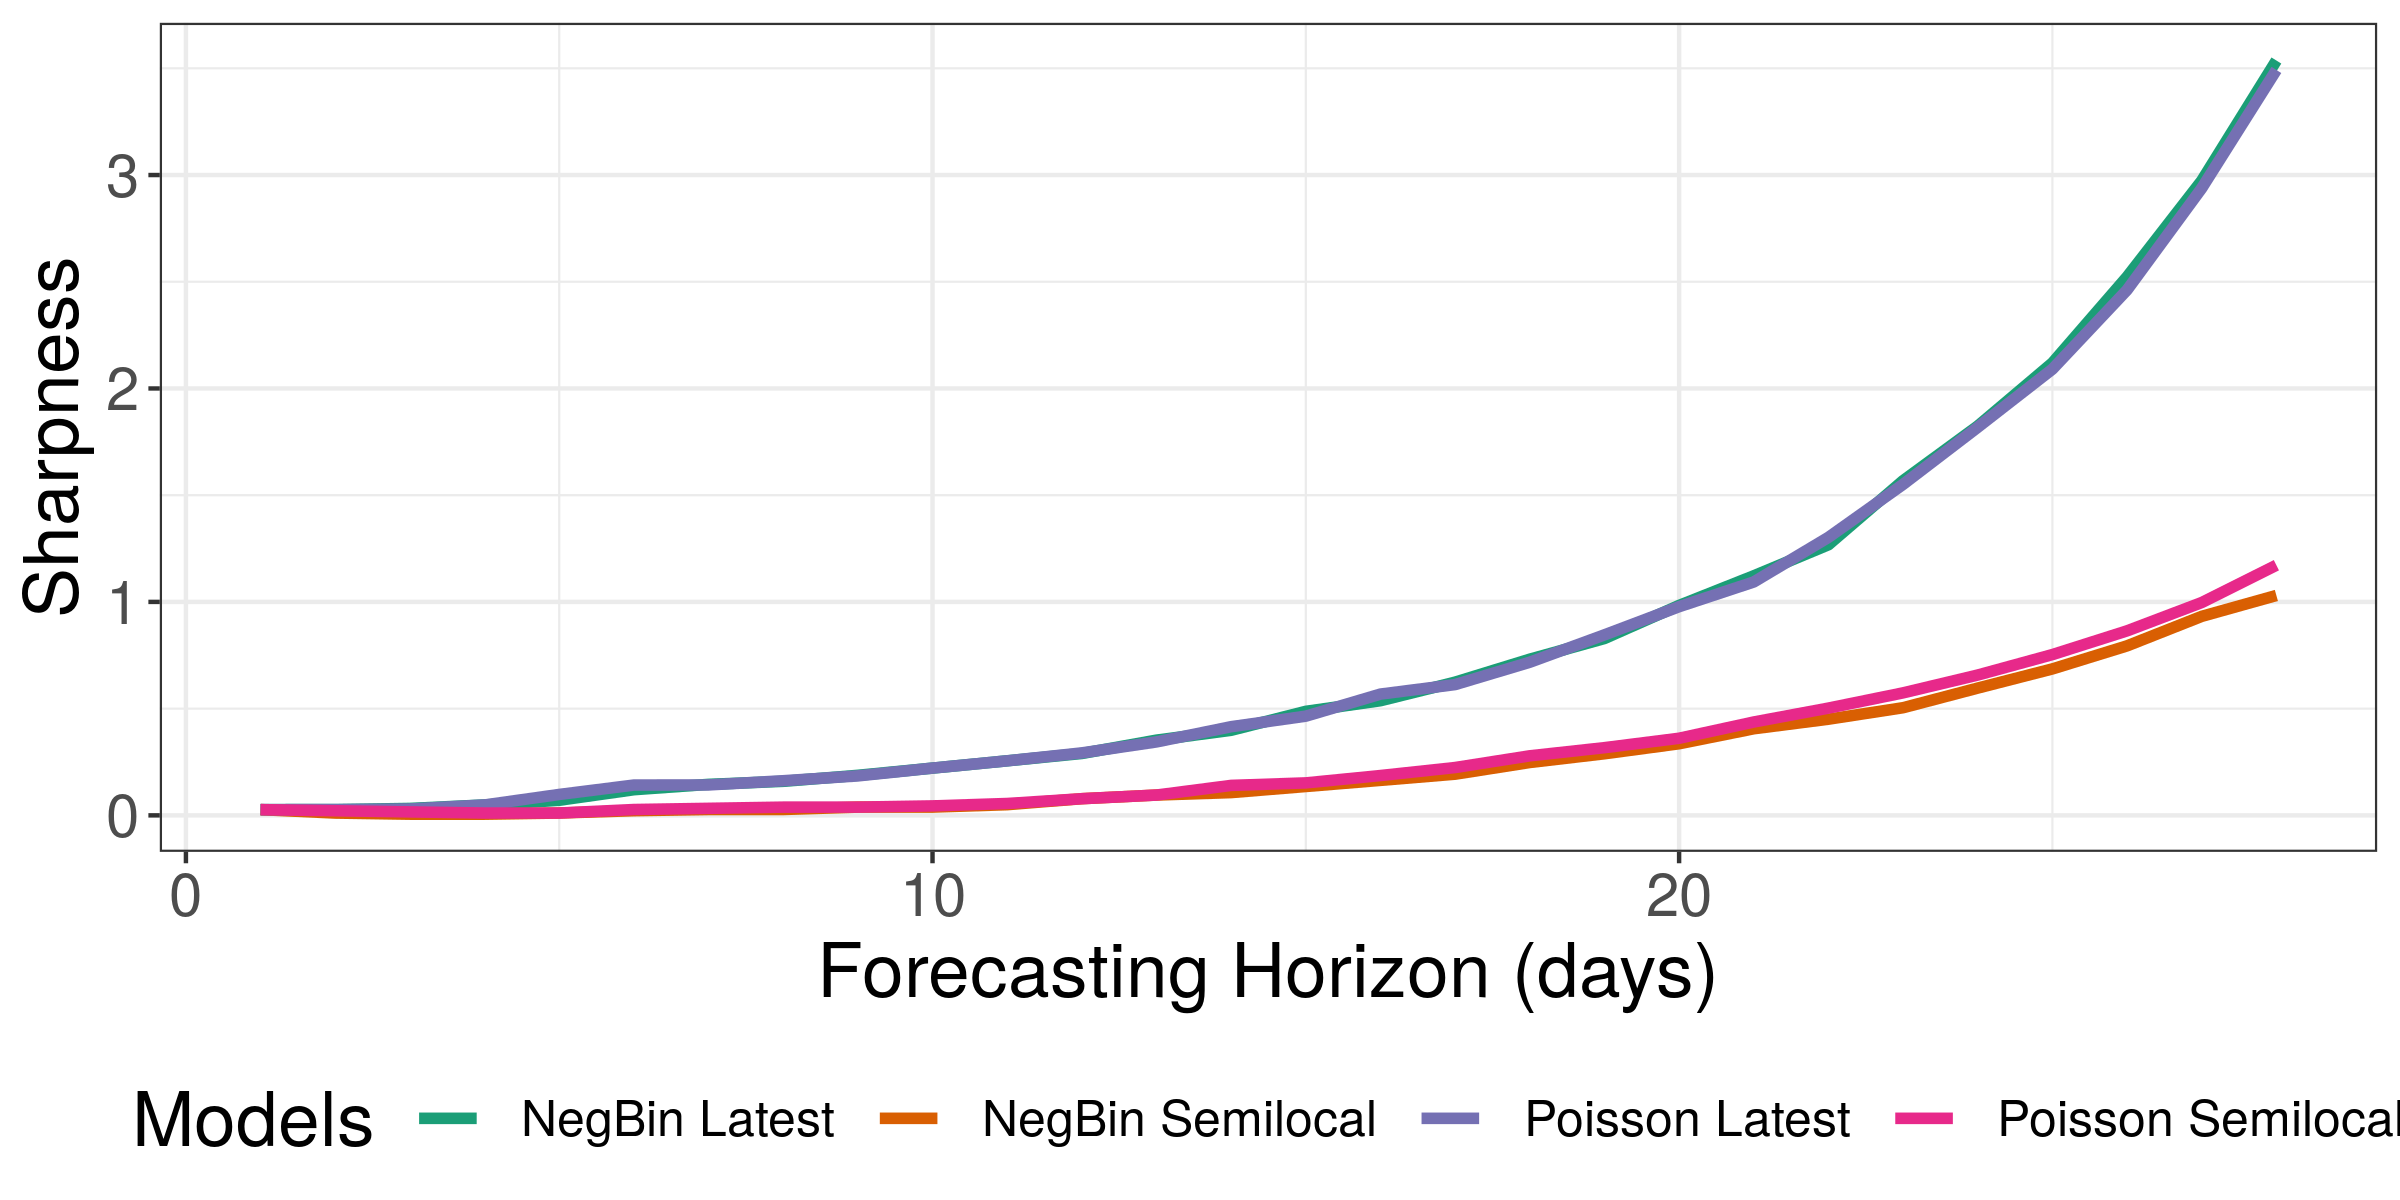 Sharpness
3
2
1
0
0 10 20
Forecasting Horizon (days)
Models NegBin Latest NegBin Semilocal Poisson Latest Poisson Semilocal